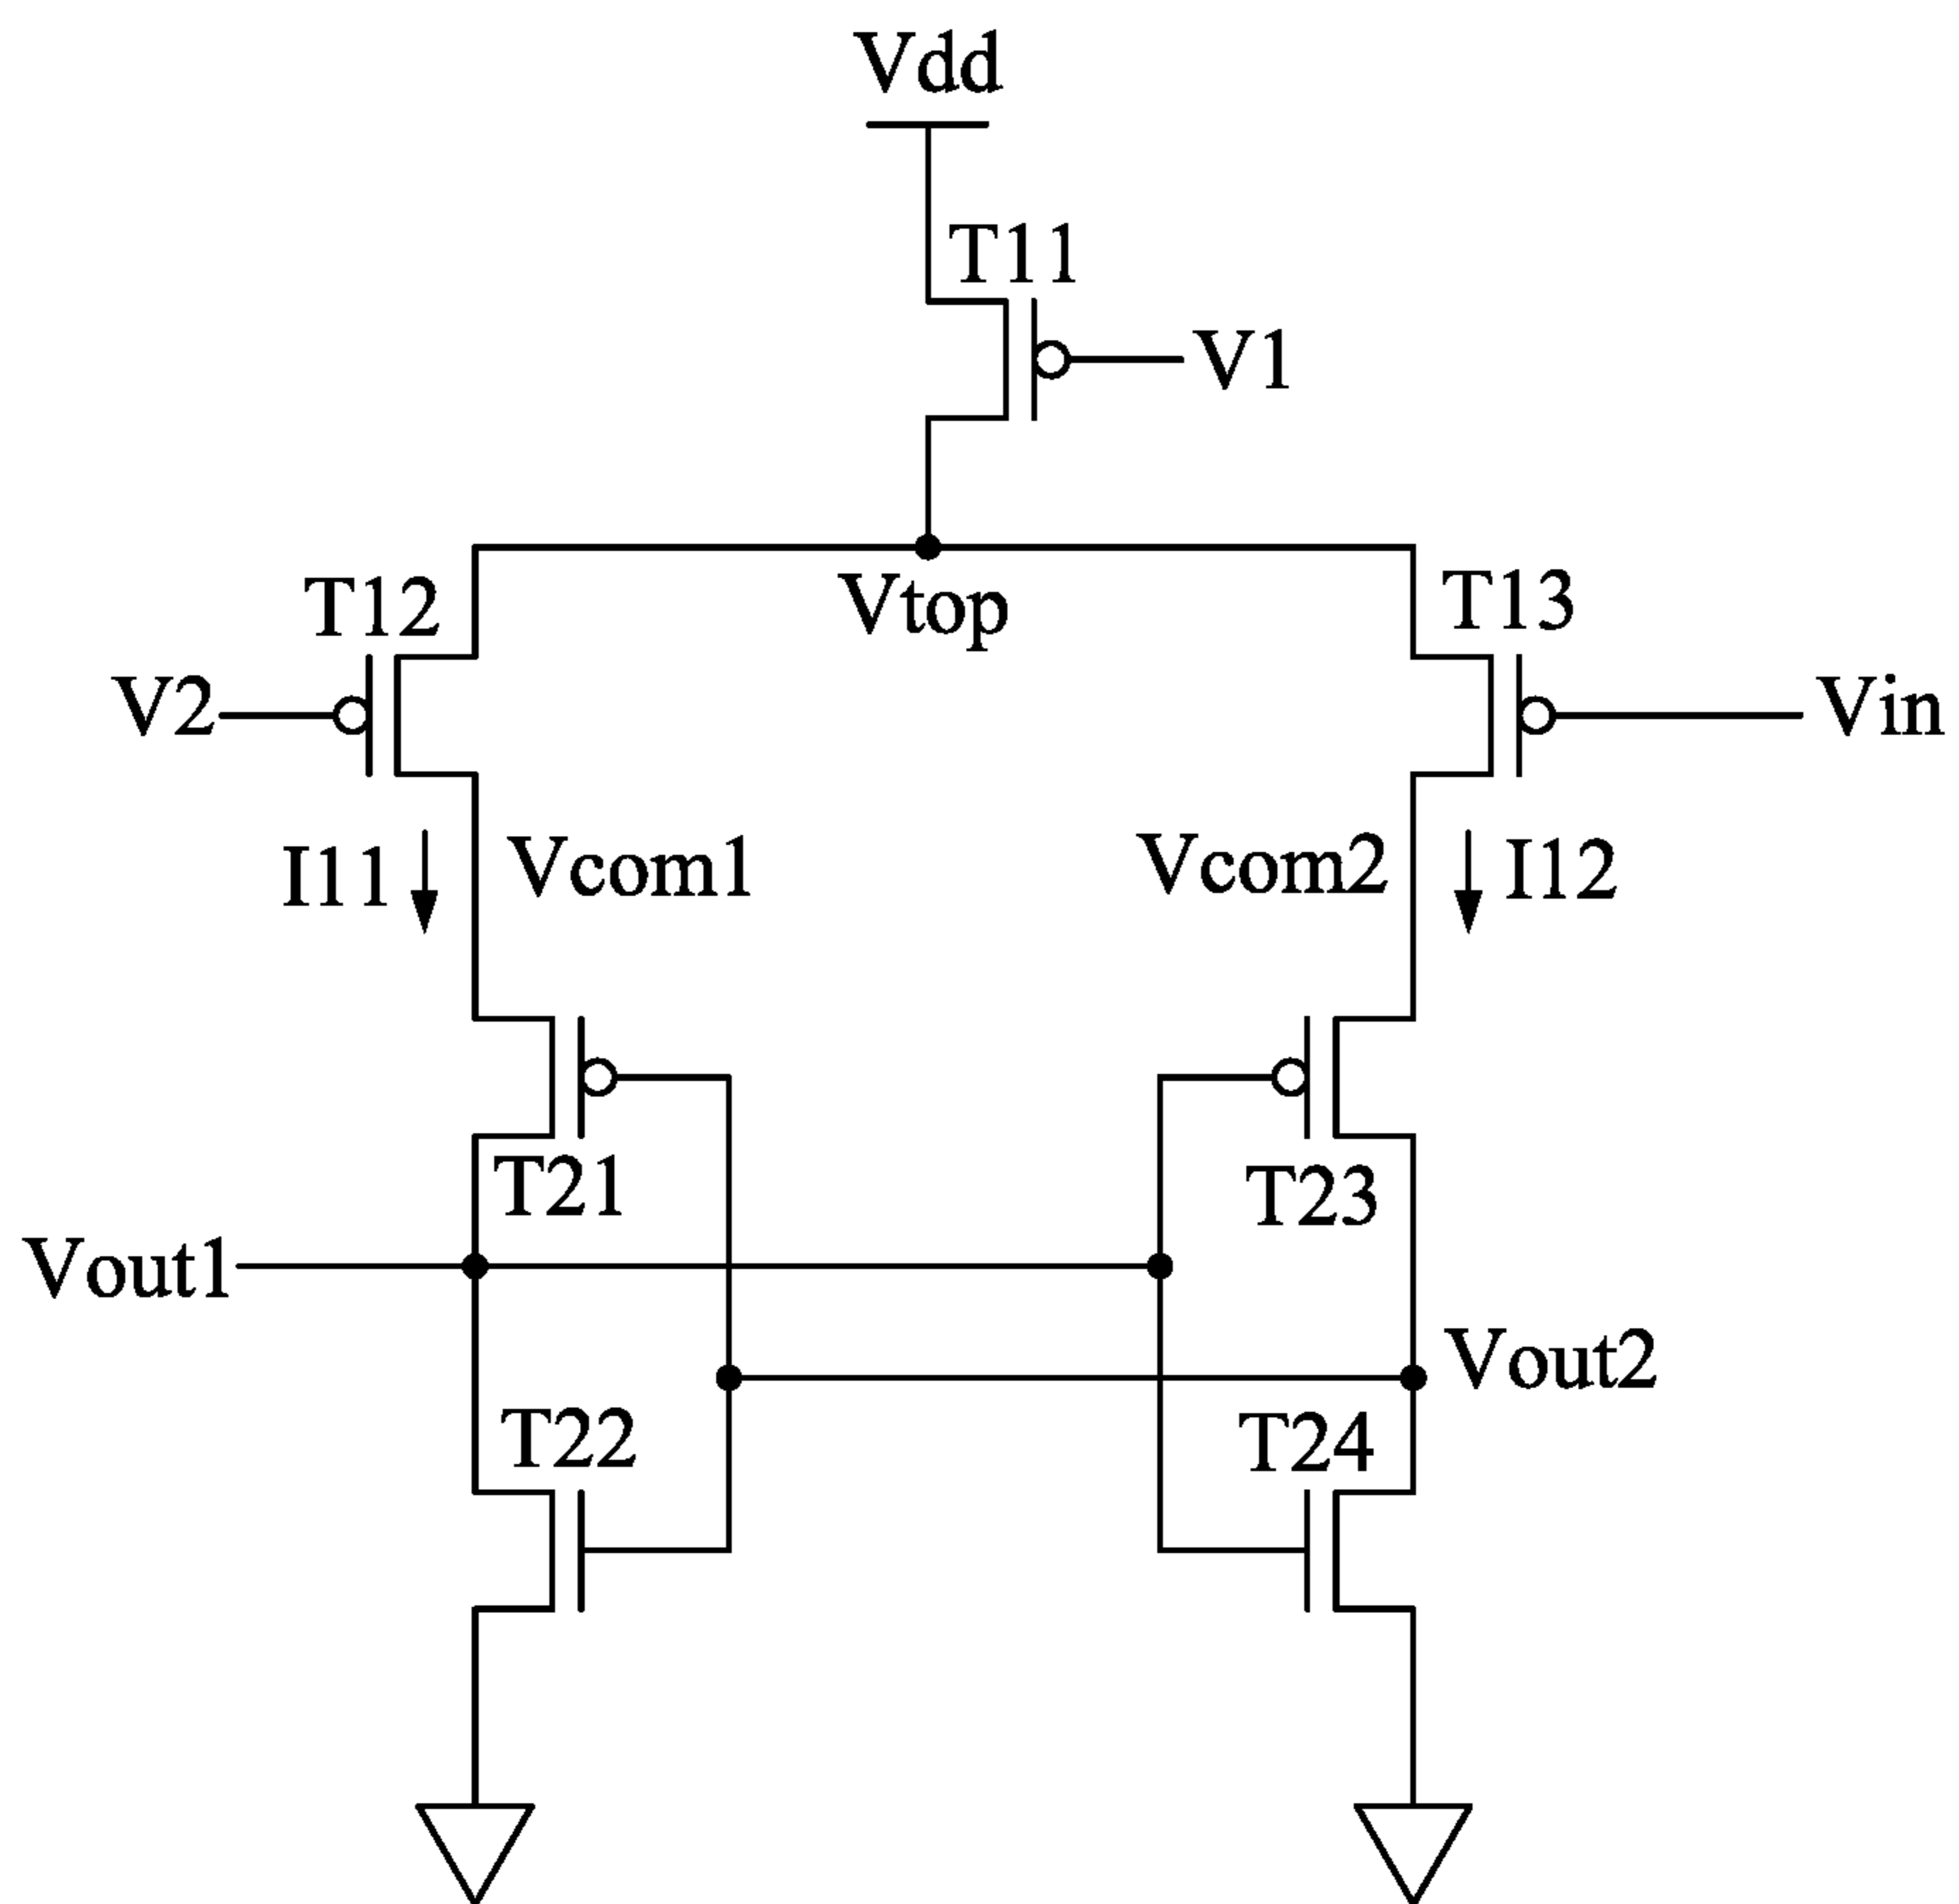 Vdd
T11
V1
Vtop
T12
T13
V2
Vin
I11
Vcom1
Vcom2
I12
T21
T23
Vout1
Vout2
T22
T24